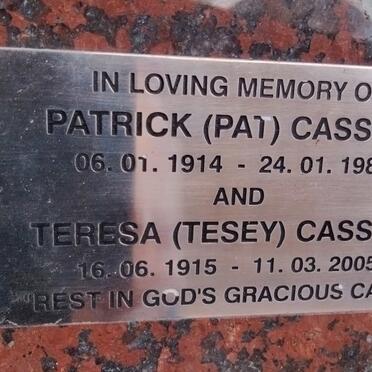 IN LOVING MEMORY O
PATRICK (PAT) CASS
06. 01. 1914 - 24. 01. 198
AND
TERESA (TESEY) CASS
16. 06. 1915 - 11. 03. 2005
"REST IN GOD'S GRACIOUS CA